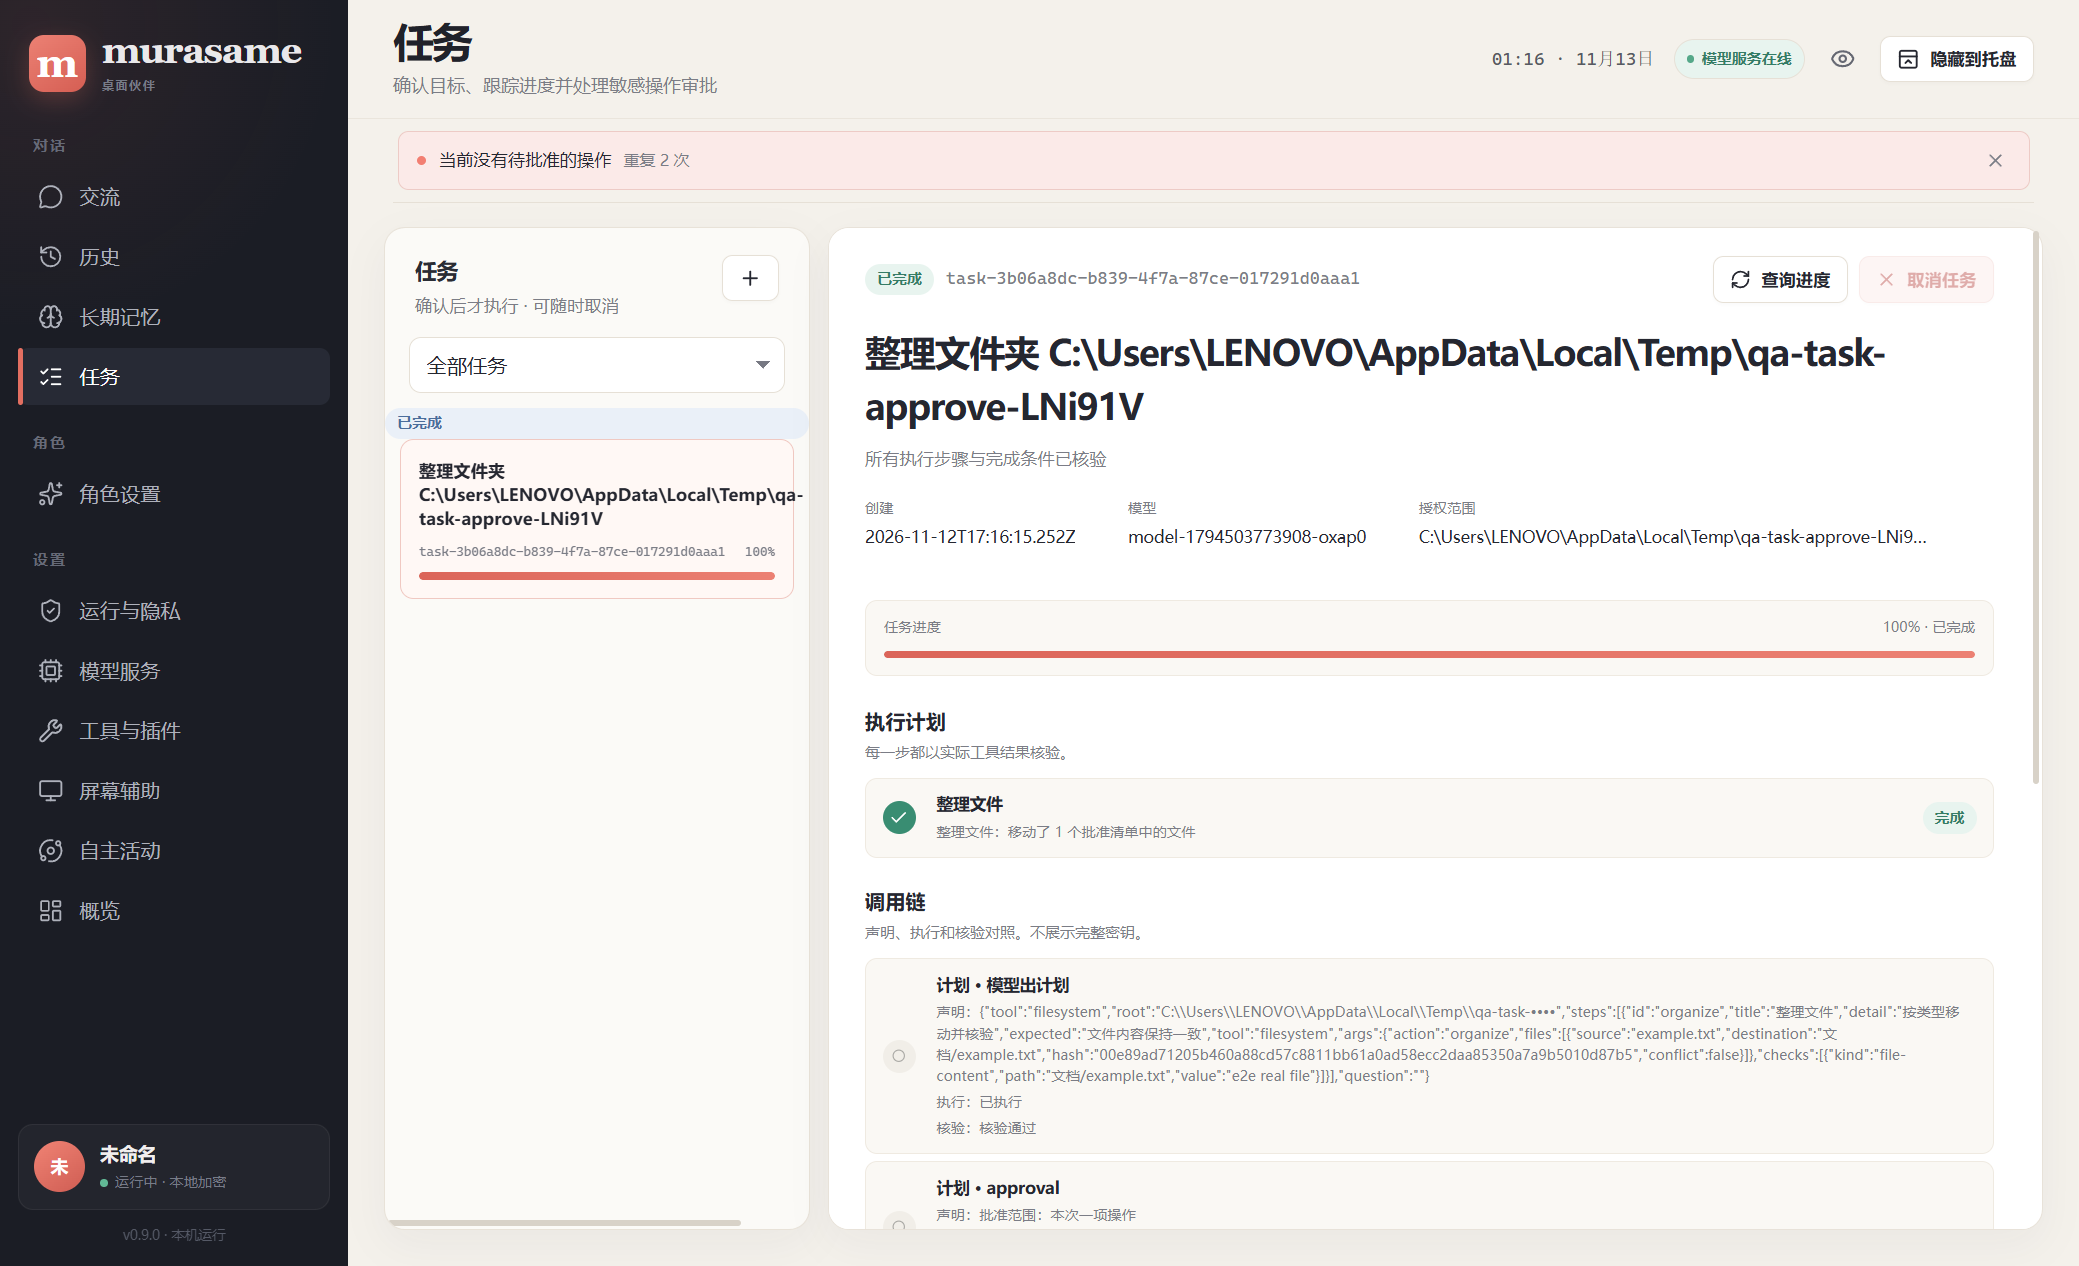 m
murasame
桌面伙伴
对话
交流
历史
长期记忆
任务
角色
角色设置
设置
运行与隐私
模型服务
工具与插件
屏幕辅助
自主活动
概览
未
未命名
运行中 · 本地加密
v0.9.0 · 本机运行
任务
确认目标、跟踪进度并处理敏感操作审批
01:16 · 11月13日
模型服务在线
隐藏到托盘
当前没有待批准的操作 重复 2 次
任务
确认后才执行 · 可随时取消
全部任务
已完成
整理文件夹
C:\Users\LENOVO\AppData\Local\Temp\qa-
task-approve-LNi91V
task-3b06a8dc-b839-4f7a-87ce-017291d0aaa1 100%
已完成 task-3b06a8dc-b839-4f7a-87ce-017291d0aaa1
查询进度
取消任务
整理文件夹 C:\Users\LENOVO\AppData\Local\Temp\qa-task-
approve-LNi91V
所有执行步骤与完成条件已核验
创建
2026-11-12T17:16:15.252Z
模型
model-1794503773908-oxap0
授权范围
C:\Users\LENOVO\AppData\Local\Temp\qa-task-approve-LNi9...
任务进度
100% · 已完成
执行计划
每一步都以实际工具结果核验。
整理文件
整理文件：移动了 1 个批准清单中的文件
完成
调用链
声明、执行和核验对照。不展示完整密钥。
计划 • 模型出计划
声明：{"tool":"filesystem","root":"C:\\Users\\LENOVO\\AppData\\Local\\Temp\\qa-task-••••","steps":[{"id":"organize","title":"整理文件","detail":"按类型移
动并核验","expected":"文件内容保持一致","tool":"filesystem","args":{"action":"organize","files":[{"source":"example.txt","destination":"文
档/example.txt","hash":"00e89ad71205b460a88cd57c8811bb61a0ad58ecc2daa85350a7a9b5010d87b5","conflict":false}]},"checks":[{"kind":"file-
content","path":"文档/example.txt","value":"e2e real file"}]}],"question":""}
执行：已执行
核验：核验通过
计划 • approval
声明：批准范围：本次一项操作